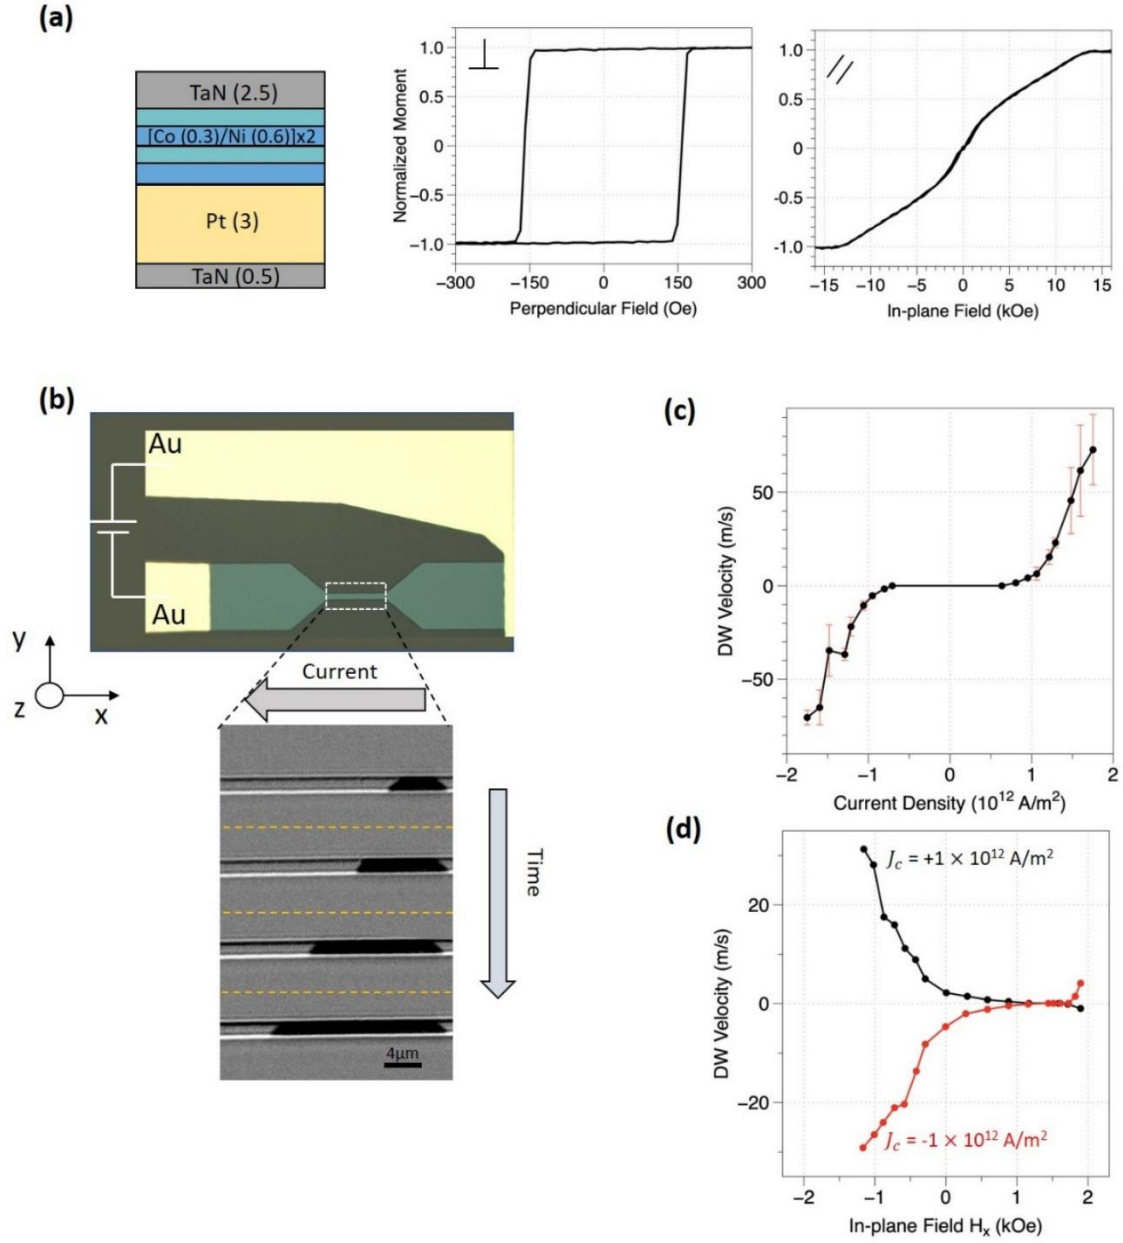 (a)
TaN (2.5)
[Co (0.3)/Ni (0.6)]x2
Pt (3)
TaN (0.5)
Normalized Moment
1.0
0.5
0
−0.5
−1.0
−300
−150
0
150
300
Perpendicular Field (Oe)
1.0
0.5
0
-0.5
-1.0
−15
−10
−5
0
5
10
15
In-plane Field (kOe)
(b)
Au
Au
y
z
x
Current
Time
4μm
(c)
DW Velocity (m/s)
50
0
−50
−2
−1
0
1
2
Current Density (10¹² A/m²)
(d)
J_c = +1 × 10¹² A/m²
DW Velocity (m/s)
20
0
−20
J_c = -1 × 10¹² A/m²
−2
−1
0
1
2
In-plane Field Hₓ (kOe)